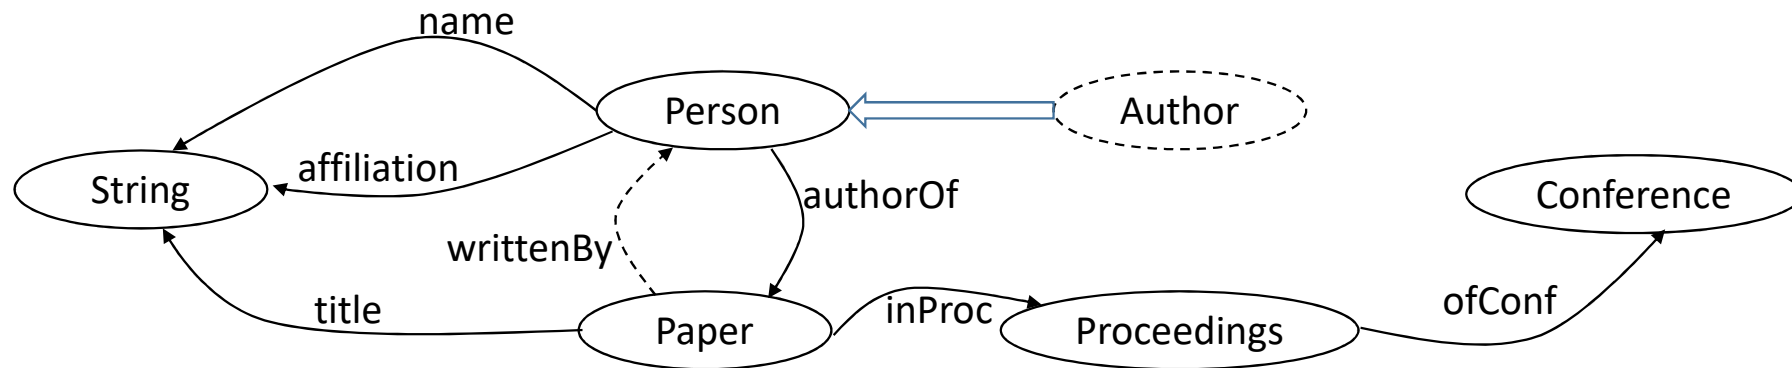 name
Person
Author
affiliation
String
authorOf
Conference
writtenBy
title
Paper
inProc
Proceedings
ofConf